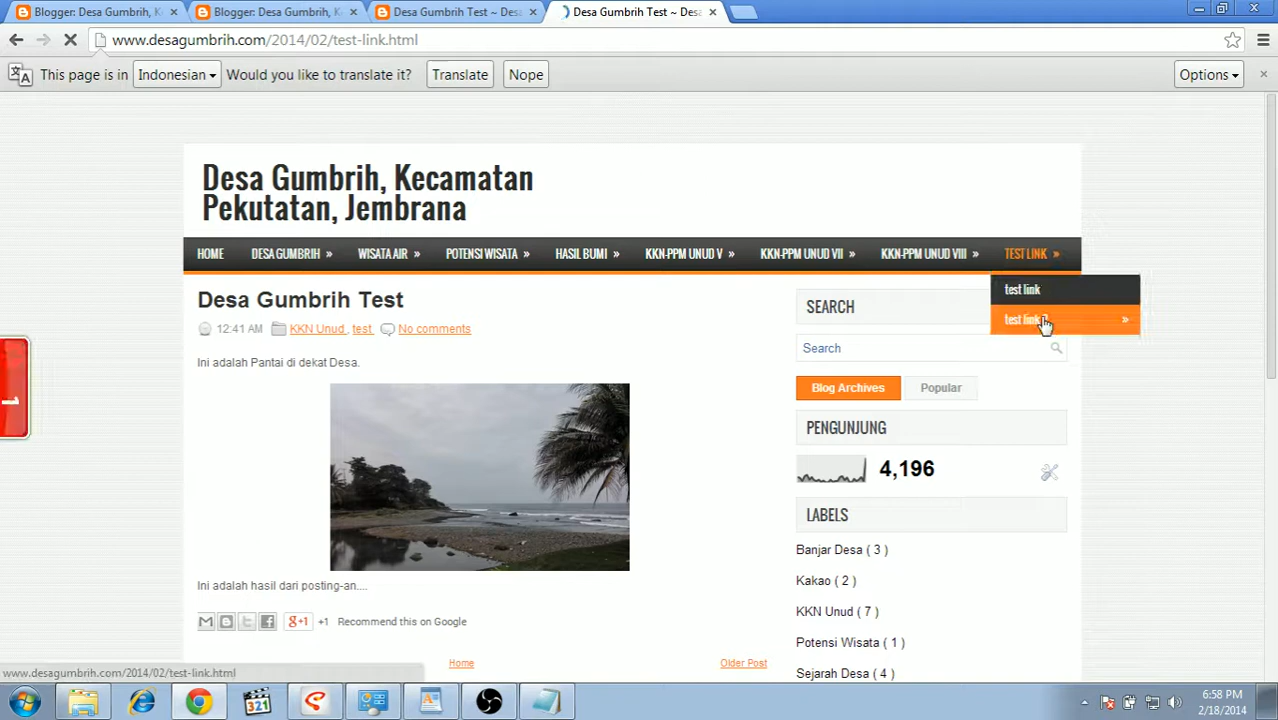 Blogger: Desa Gumbrih, K
Blogger: Desa Gumbrih, K
Desa Gumbrih Test ~ Des
Desa Gumbrih Test ~ Desa
www.desagumbrih.com/2014/02/test-link.html
This page is in Indonesian Would you like to translate it? Translate Nope Options
Desa Gumbrih, Kecamatan
Pekutatan, Jembrana
HOME DESA GUMBRIH » WISATA AIR » POTENSI WISATA » HASIL BUMI » KKN-PPM UNUD V » KKN-PPM UNUD VII » KKN-PPM UNUD VIII » TEST LINK »
test link
test link »
Desa Gumbrih Test
12:41 AM KKN Unud , test No comments
Ini adalah Pantai di dekat Desa.
Ini adalah hasil dari posting-an....
g+1 +1 Recommend this on Google
Home Older Post
SEARCH
Search
Blog Archives Popular
PENGUNJUNG
4,196
LABELS
Banjar Desa ( 3 )
Kakao ( 2 )
KKN Unud ( 7 )
Potensi Wisata ( 1 )
Sejarah Desa ( 4 )
1
www.desagumbrih.com/2014/02/test-link.html
321
6:58 PM
2/18/2014